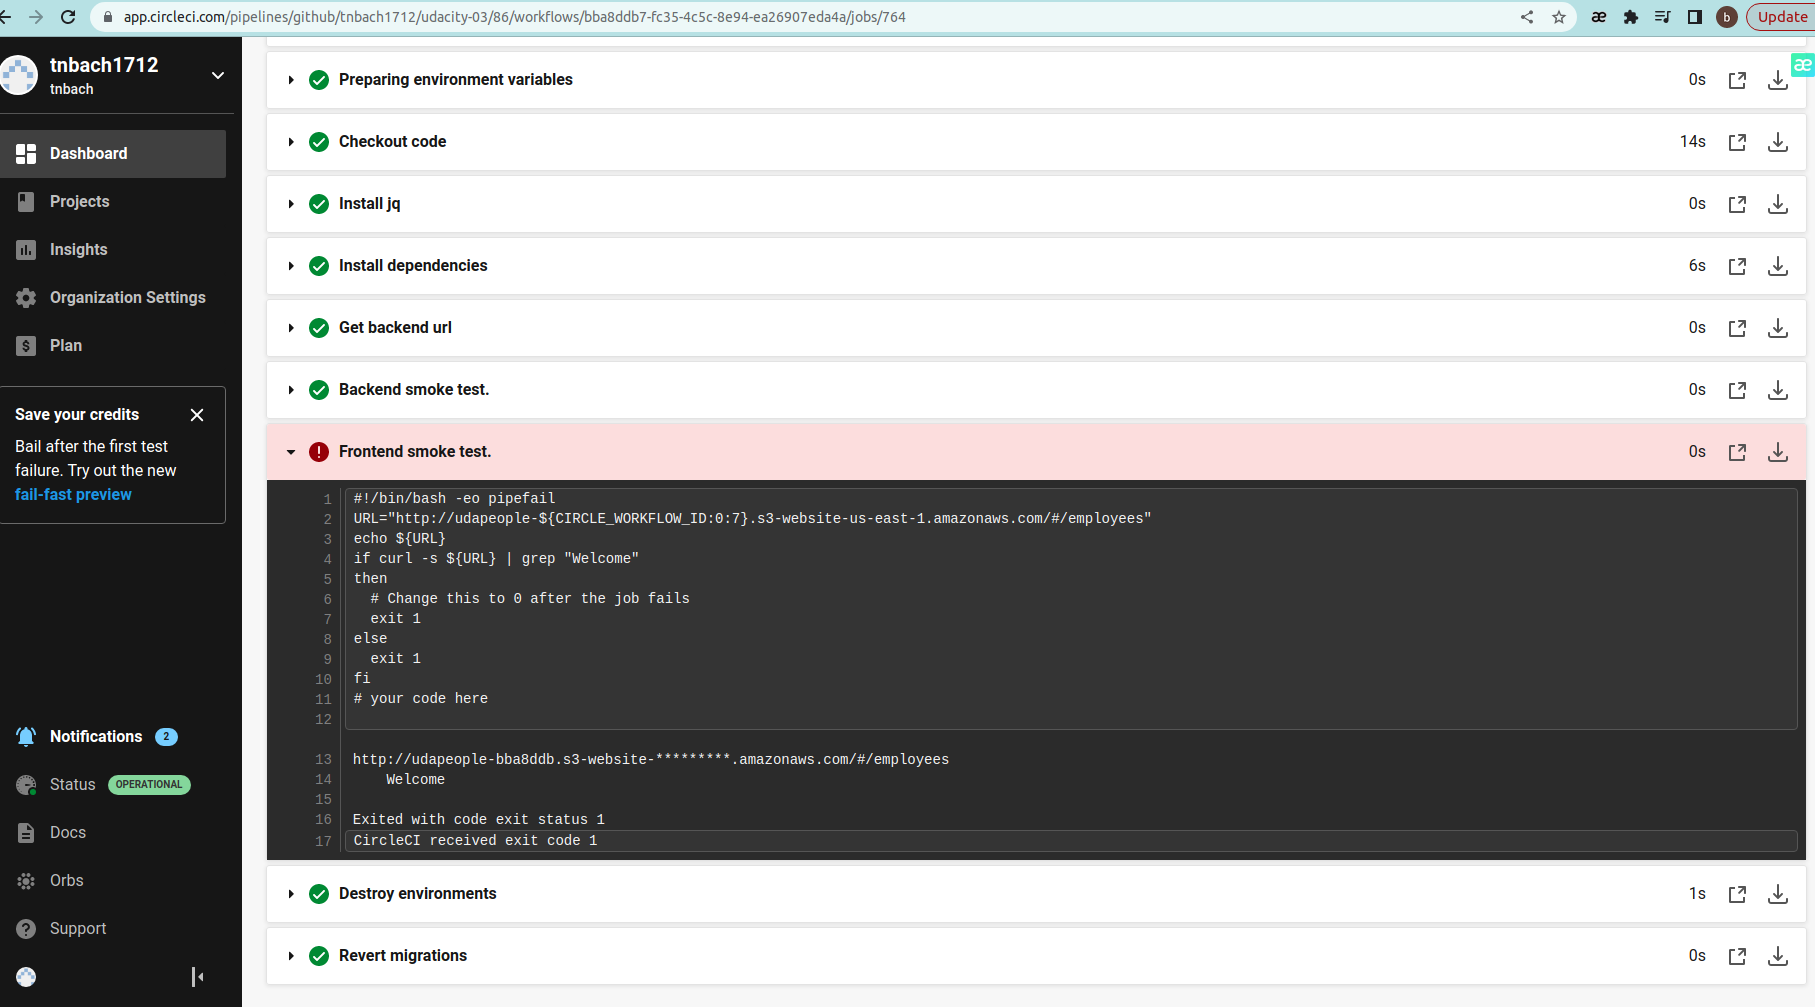 app.circleci.com/pipelines/github/tnbach1712/udacity-03/86/workflows/bba8ddb7-fc35-4c5c-8e94-ea26907eda4a/jobs/764
æ
b
Update
tnbach1712
tnbach
Dashboard
Projects
Insights
Organization Settings
Plan
Save your credits
Bail after the first test
failure. Try out the new
fail-fast preview
Notifications 2
Status OPERATIONAL
Docs
Orbs
Support
æ
Preparing environment variables 0s
Checkout code 14s
Install jq 0s
Install dependencies 6s
Get backend url 0s
Backend smoke test. 0s
Frontend smoke test. 0s
1 #!/bin/bash -eo pipefail
2 URL="http://udapeople-${CIRCLE_WORKFLOW_ID:0:7}.s3-website-us-east-1.amazonaws.com/#/employees"
3 echo ${URL}
4 if curl -s ${URL} | grep "Welcome"
5 then
6   # Change this to 0 after the job fails
7   exit 1
8 else
9   exit 1
10 fi
11 # your code here
12
13 http://udapeople-bba8ddb.s3-website-*********.amazonaws.com/#/employees
14     Welcome
15
16 Exited with code exit status 1
17 CircleCI received exit code 1
Destroy environments 1s
Revert migrations 0s